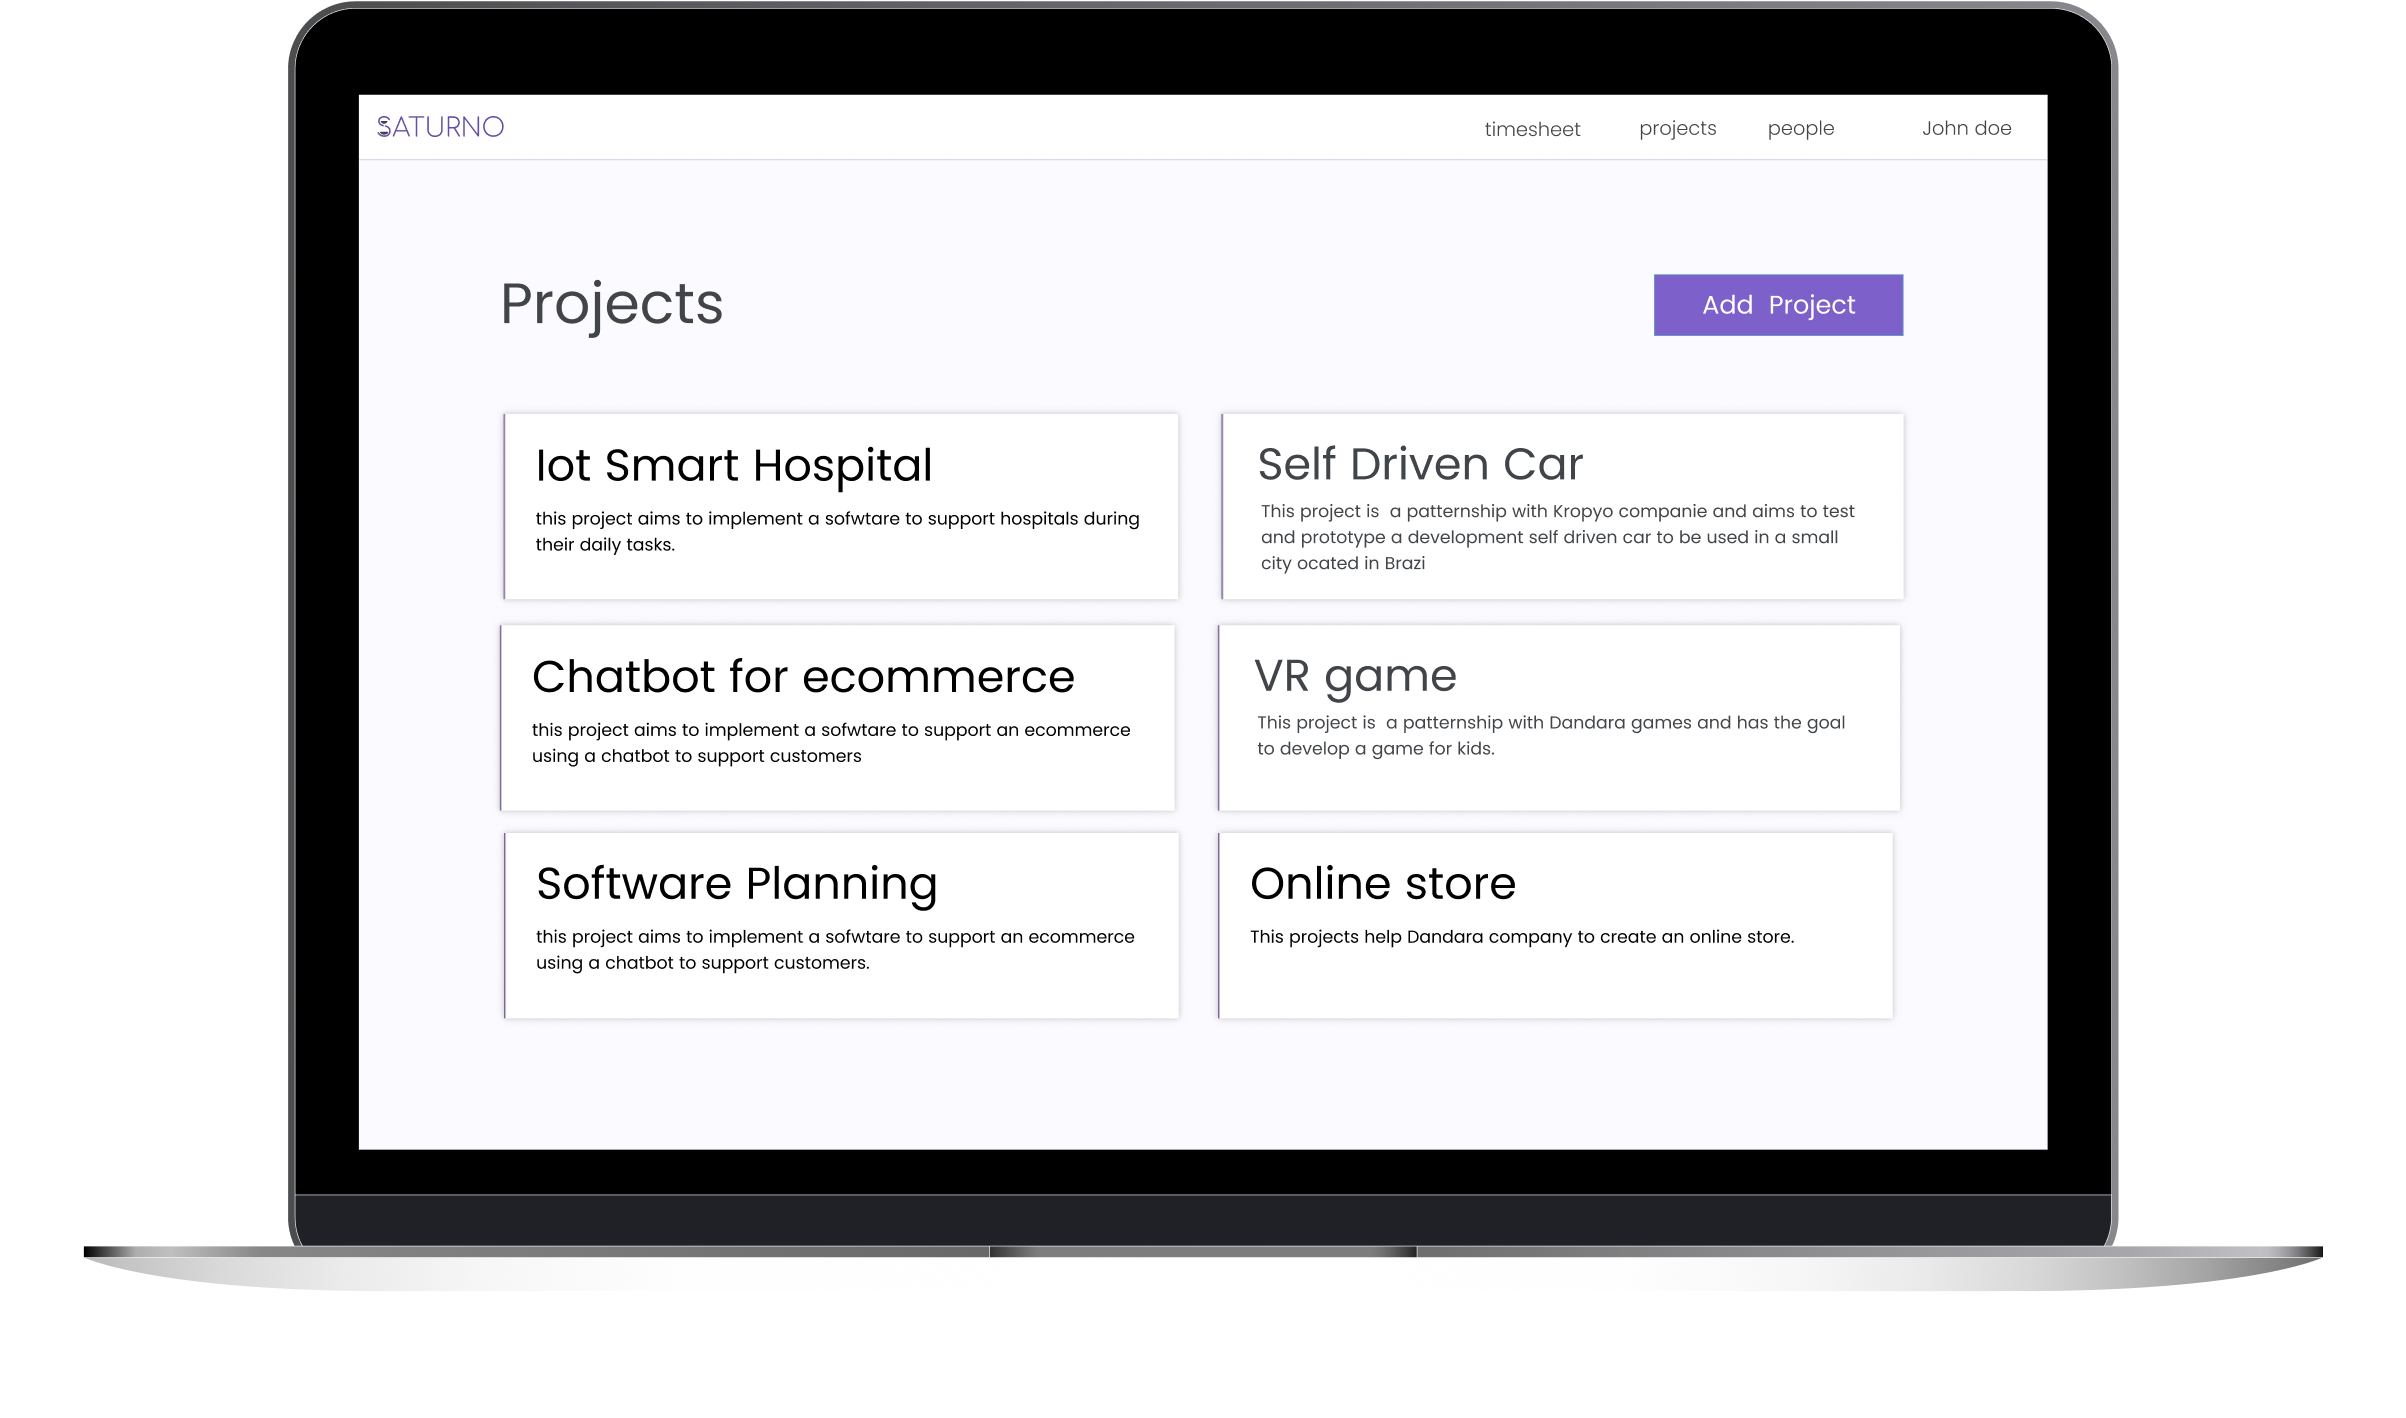 SATURNO
timesheet
projects
people
John doe
Projects
Add  Project
Iot Smart Hospital
this project aims to implement a sofwtare to support hospitals during
their daily tasks.
Self Driven Car
This project is  a patternship with Kropyo companie and aims to test
and prototype a development self driven car to be used in a small
city ocated in Brazi
Chatbot for ecommerce
this project aims to implement a sofwtare to support an ecommerce
using a chatbot to support customers
VR game
This project is  a patternship with Dandara games and has the goal
to develop a game for kids.
Software Planning
this project aims to implement a sofwtare to support an ecommerce
using a chatbot to support customers.
Online store
This projects help Dandara company to create an online store.